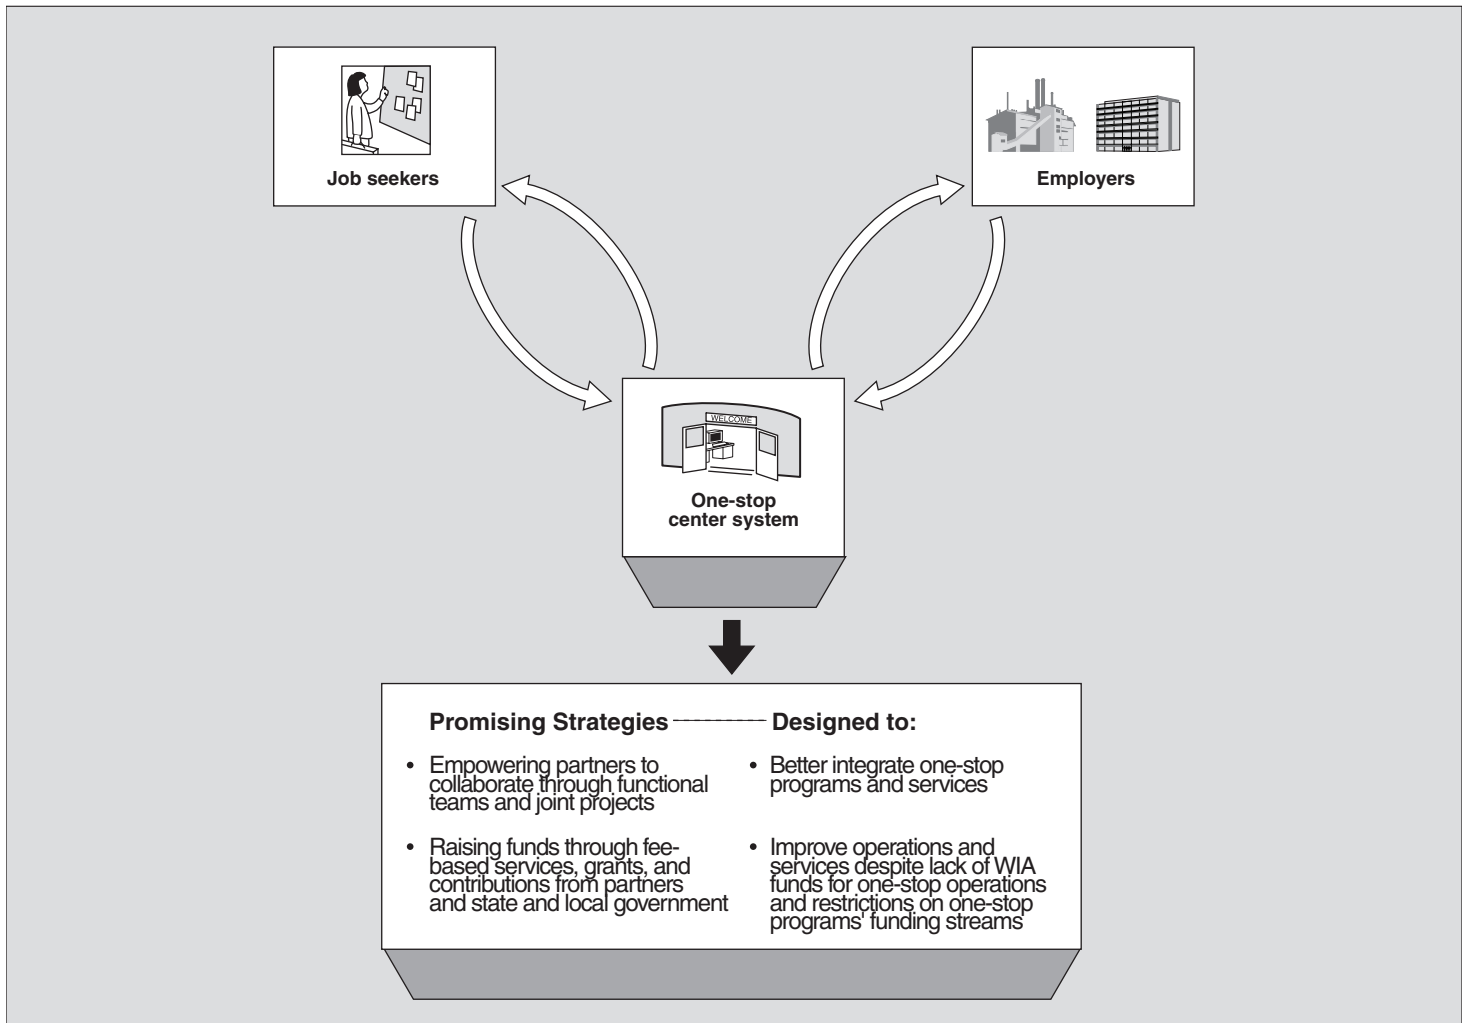 Job seekers
Employers
WELCOME
One-stop
center system
Promising Strategies
Designed to:
• Empowering partners to
collaborate through functional
teams and joint projects
• Better integrate one-stop
programs and services
• Raising funds through fee-
based services, grants, and
contributions from partners
and state and local government
• Improve operations and
services despite lack of WIA
funds for one-stop operations
and restrictions on one-stop
programs' funding streams